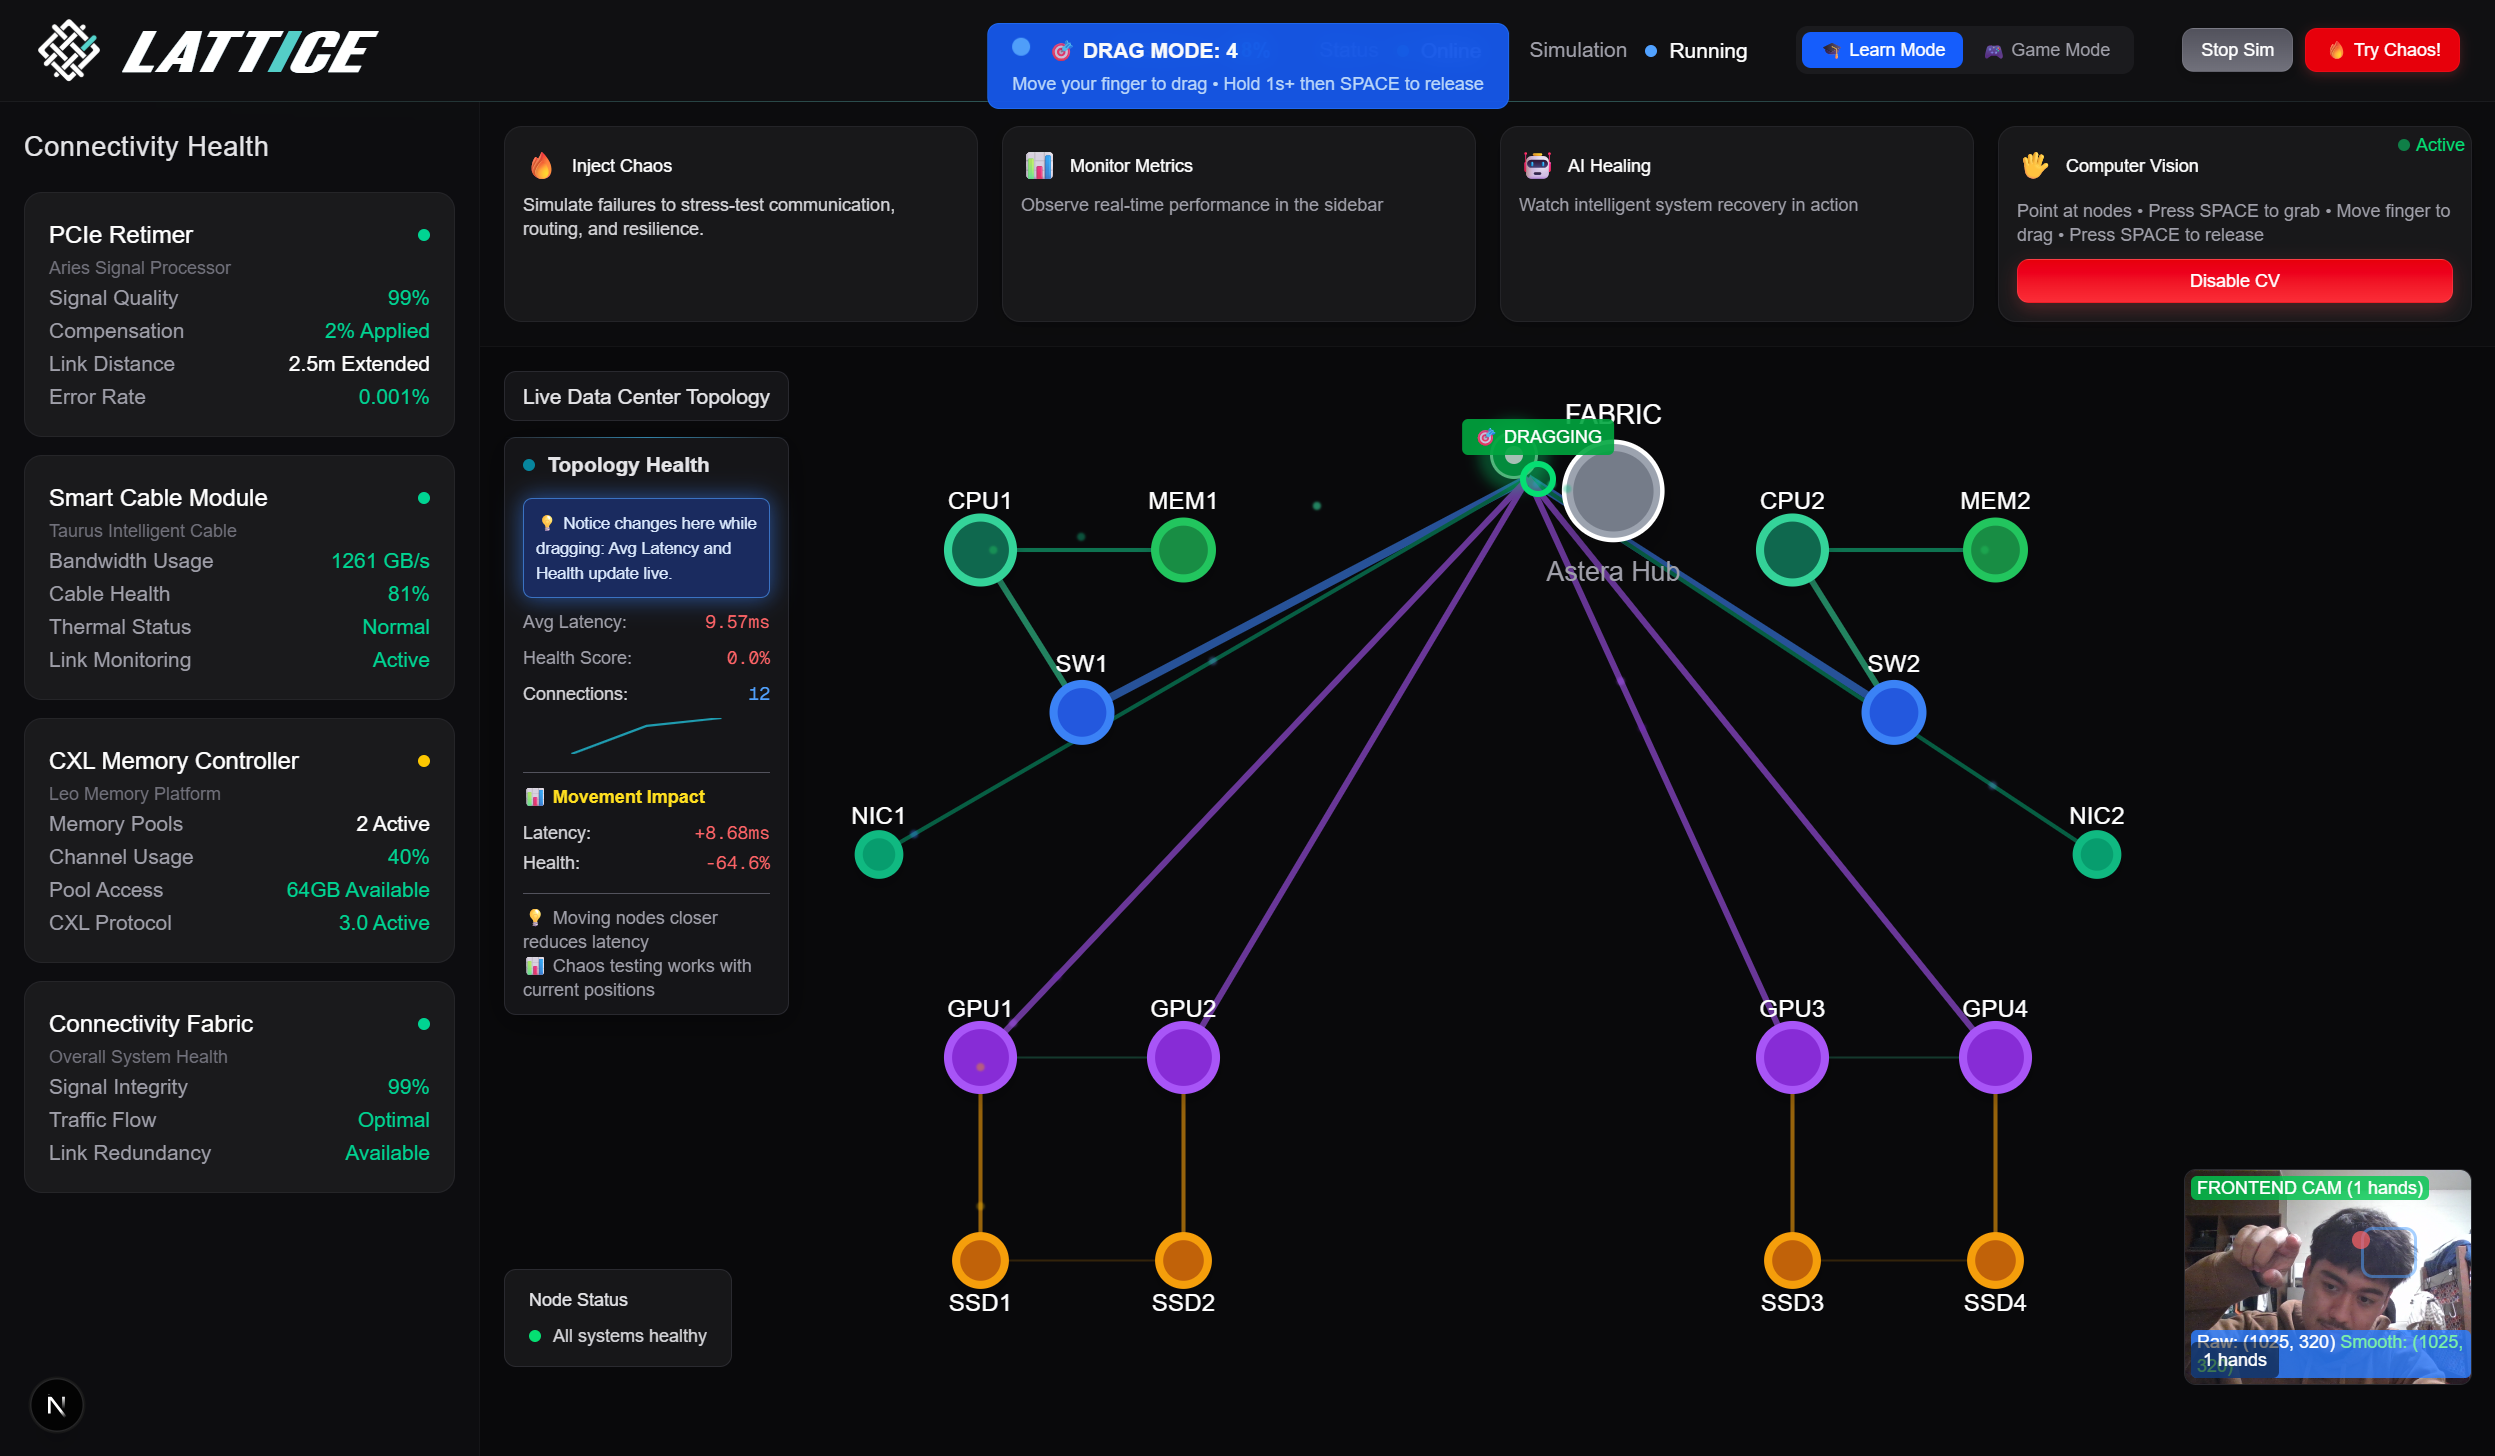 LATTICE
🎯 DRAG MODE: 4
Status Online
Move your finger to drag • Hold 1s+ then SPACE to release
Simulation Running
🎓 Learn Mode
🎮 Game Mode
Stop Sim
🔥 Try Chaos!
Connectivity Health
PCIe Retimer
Aries Signal Processor
Signal Quality 99%
Compensation 2% Applied
Link Distance 2.5m Extended
Error Rate 0.001%
Smart Cable Module
Taurus Intelligent Cable
Bandwidth Usage 1261 GB/s
Cable Health 81%
Thermal Status Normal
Link Monitoring Active
CXL Memory Controller
Leo Memory Platform
Memory Pools 2 Active
Channel Usage 40%
Pool Access 64GB Available
CXL Protocol 3.0 Active
Connectivity Fabric
Overall System Health
Signal Integrity 99%
Traffic Flow Optimal
Link Redundancy Available
N
🔥 Inject Chaos
Simulate failures to stress-test communication,
routing, and resilience.
📊 Monitor Metrics
Observe real-time performance in the sidebar
🤖 AI Healing
Watch intelligent system recovery in action
Active
🖐 Computer Vision
Point at nodes • Press SPACE to grab • Move finger to
drag • Press SPACE to release
Disable CV
Live Data Center Topology
Topology Health
💡 Notice changes here while
dragging: Avg Latency and
Health update live.
Avg Latency: 9.57ms
Health Score: 0.0%
Connections: 12
📊 Movement Impact
Latency: +8.68ms
Health: -64.6%
💡 Moving nodes closer
reduces latency
📊 Chaos testing works with
current positions
Node Status
All systems healthy
FABRIC
🎯 DRAGGING
Astera Hub
CPU1
MEM1
CPU2
MEM2
SW1
SW2
NIC1
NIC2
GPU1
GPU2
GPU3
GPU4
SSD1
SSD2
SSD3
SSD4
FRONTEND CAM (1 hands)
Raw: (1025, 320) Smooth: (1025,
320)
1 hands